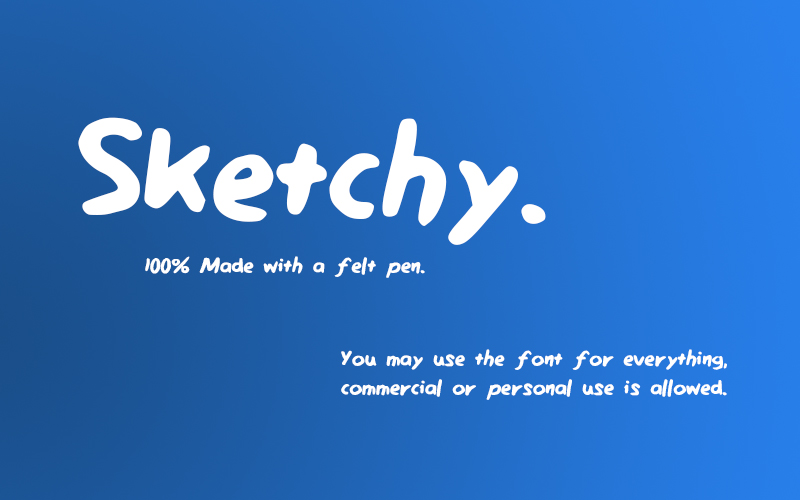 Sketchy.
100% Made with a felt pen.
You may use the font for everything,
commercial or personal use is allowed.